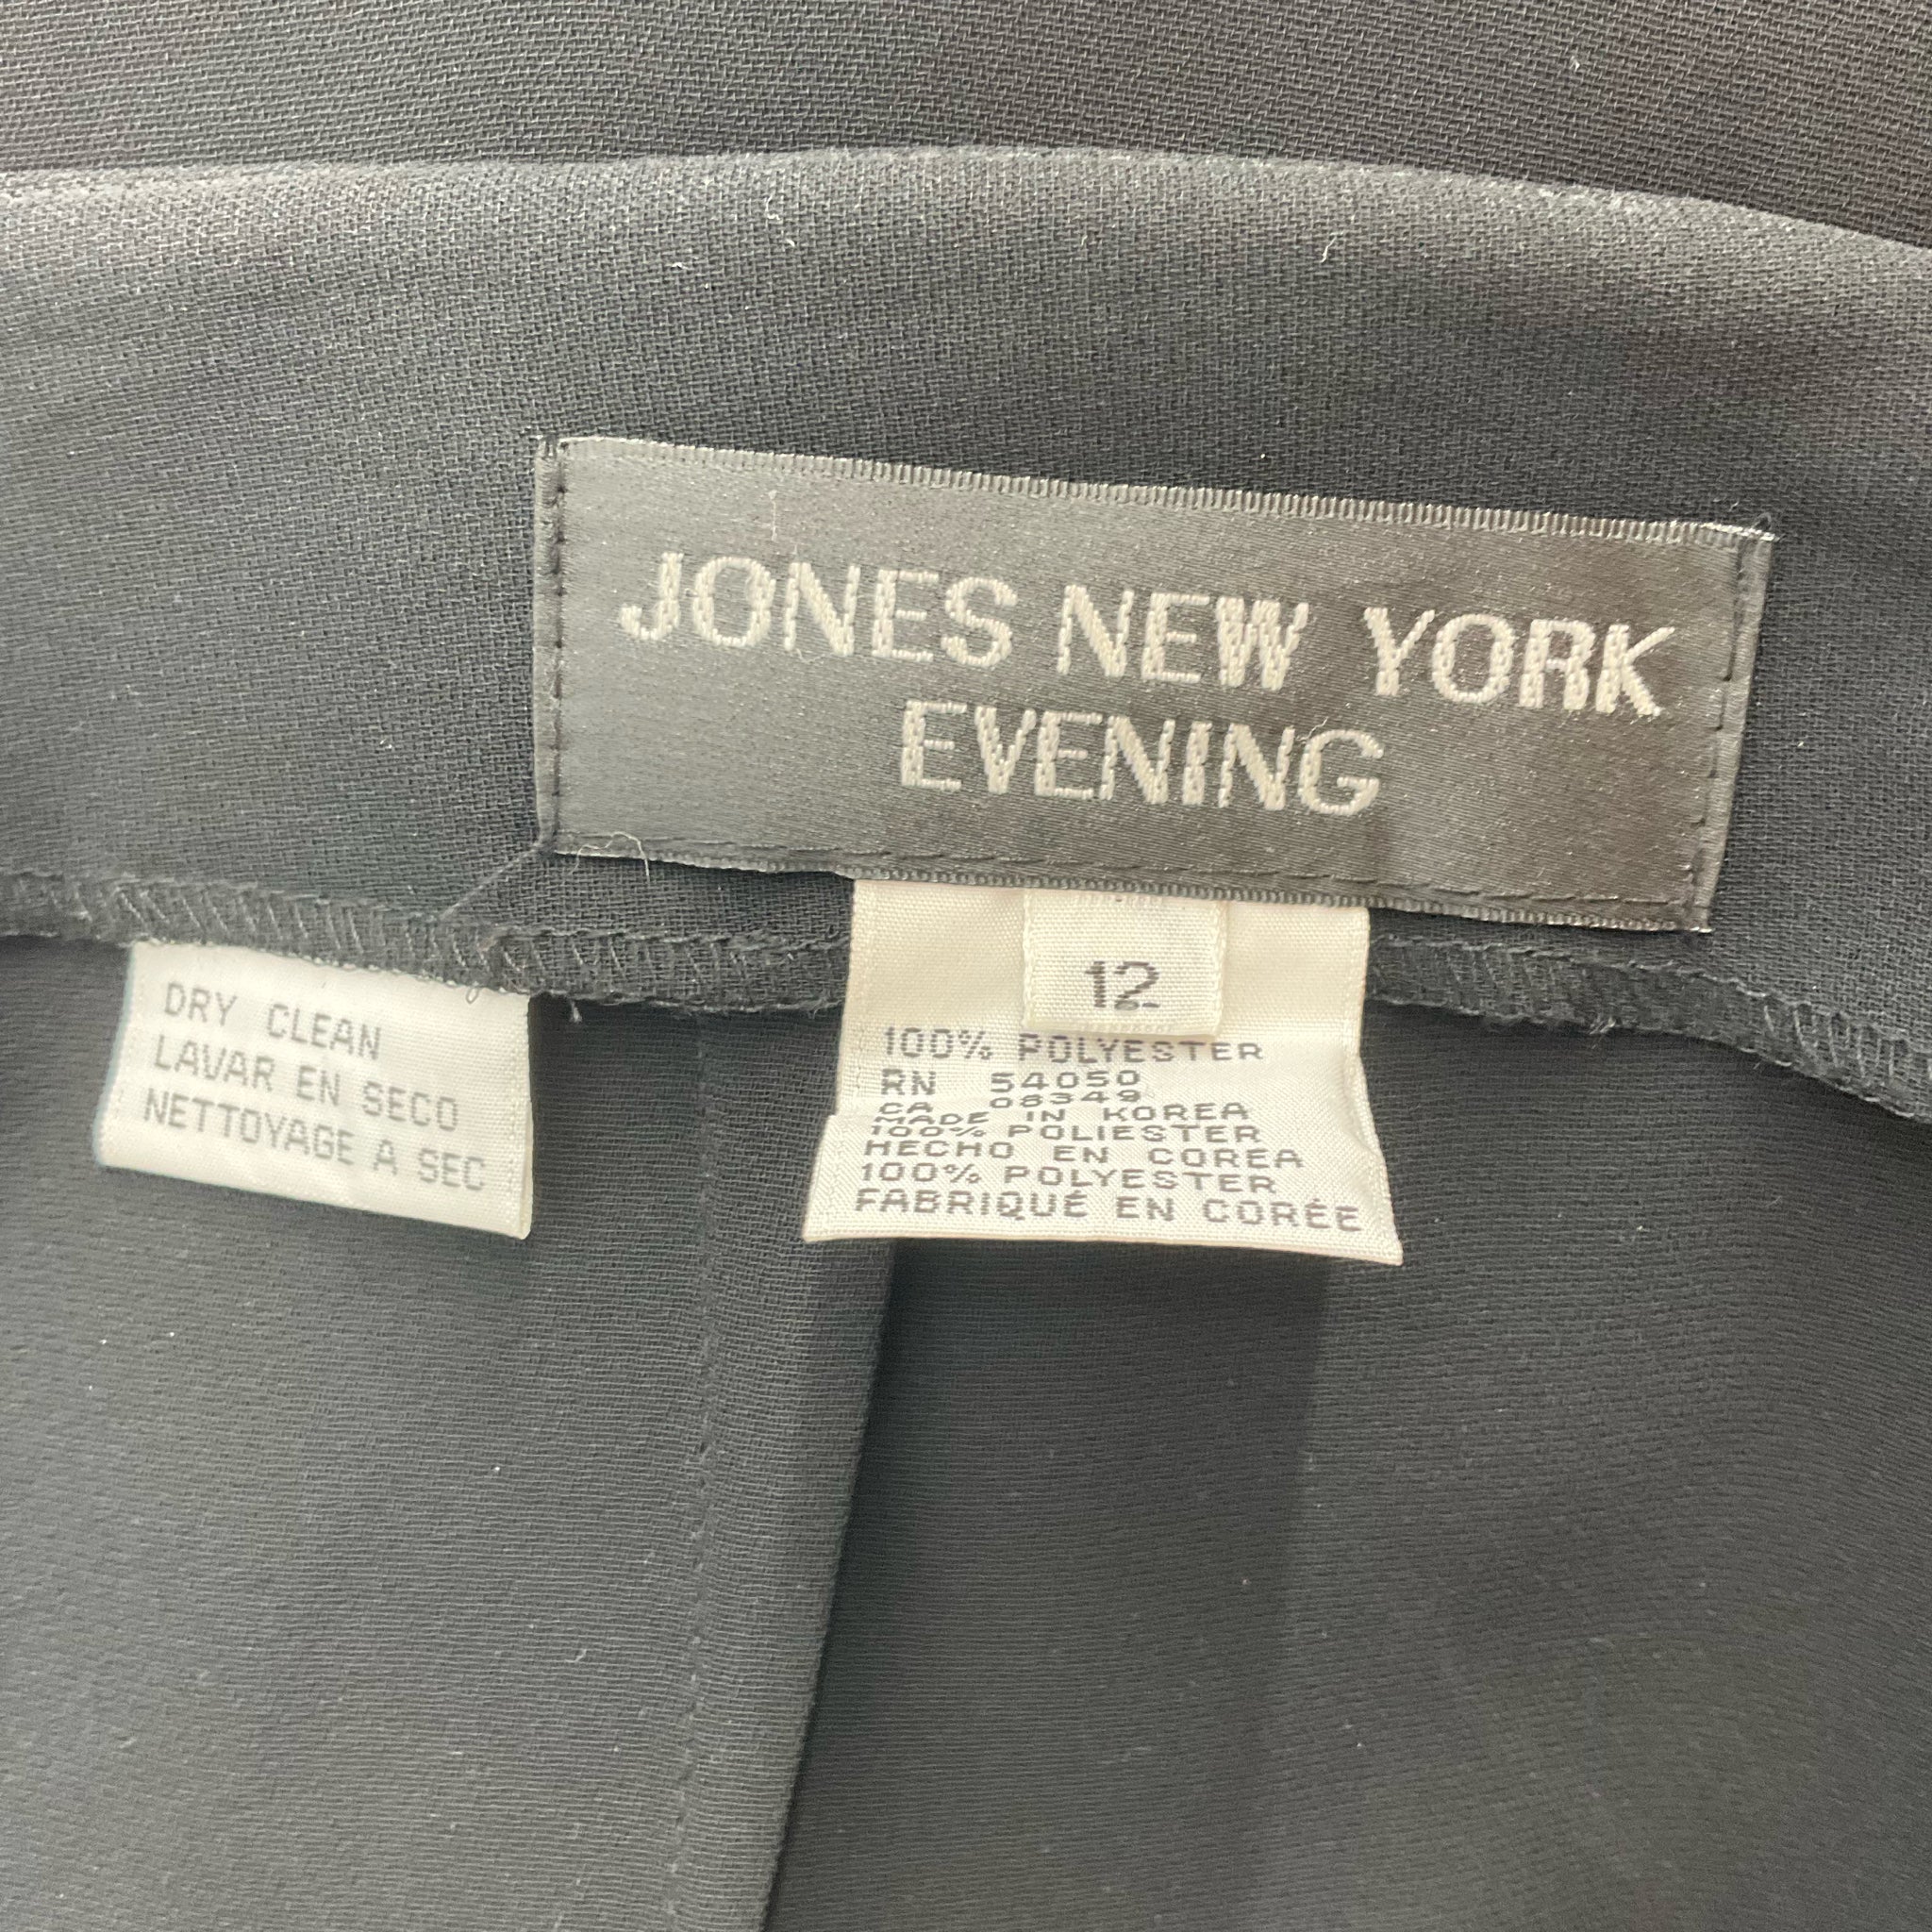 JONES NEW YORK
EVENING
12
100% POLYESTER
RN 54050
CA 08349
MADE IN KOREA
100% POLIESTER
HECHO EN COREA
100% POLYESTER
FABRIQUÉ EN CORÉE
DRY CLEAN
LAVAR EN SECO
NETTOYAGE A SEC